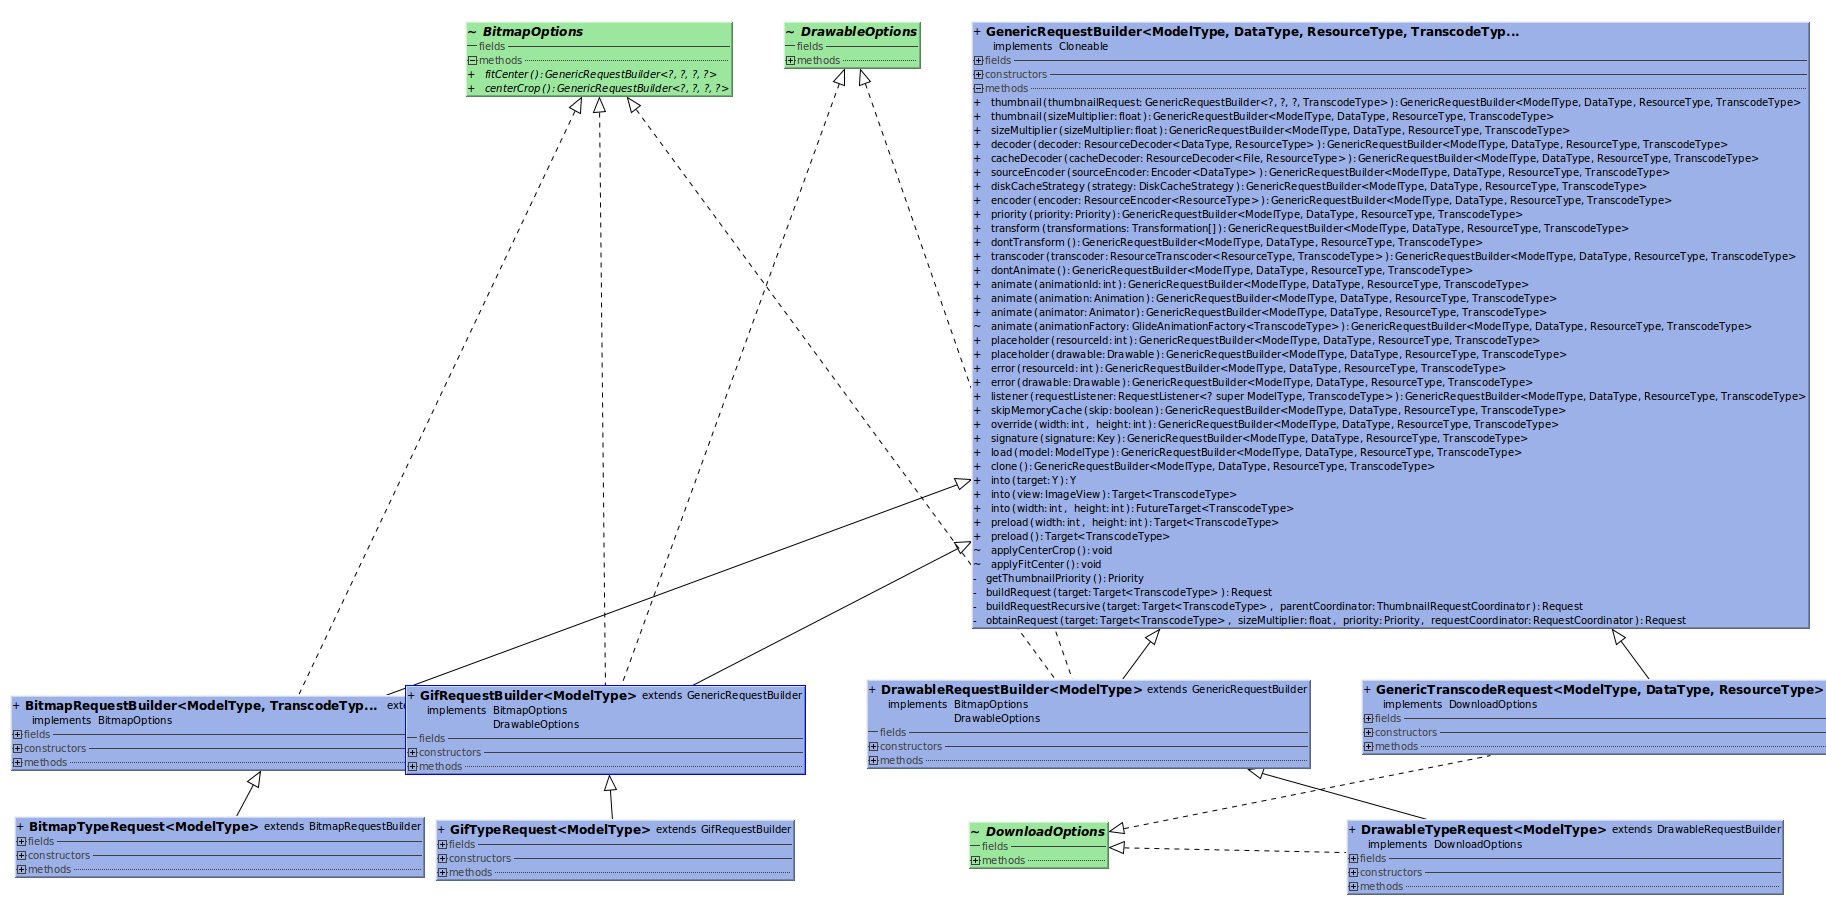 ~ BitmapOptions
fields
methods
+ fitCenter():GenericRequestBuilder<?, ?, ?, ?>
+ centerCrop():GenericRequestBuilder<?, ?, ?, ?>
~ DrawableOptions
fields
methods
+ GenericRequestBuilder<ModelType, DataType, ResourceType, TranscodeTyp...
implements Cloneable
fields
constructors
methods
+ thumbnail(thumbnailRequest:GenericRequestBuilder<?, ?, ?, TranscodeType>):GenericRequestBuilder<ModelType, DataType, ResourceType, TranscodeType>
+ thumbnail(sizeMultiplier:float):GenericRequestBuilder<ModelType, DataType, ResourceType, TranscodeType>
+ sizeMultiplier(sizeMultiplier:float):GenericRequestBuilder<ModelType, DataType, ResourceType, TranscodeType>
+ decoder(decoder:ResourceDecoder<DataType, ResourceType>):GenericRequestBuilder<ModelType, DataType, ResourceType, TranscodeType>
+ cacheDecoder(cacheDecoder:ResourceDecoder<File, ResourceType>):GenericRequestBuilder<ModelType, DataType, ResourceType, TranscodeType>
+ sourceEncoder(sourceEncoder:Encoder<DataType>):GenericRequestBuilder<ModelType, DataType, ResourceType, TranscodeType>
+ diskCacheStrategy(strategy:DiskCacheStrategy):GenericRequestBuilder<ModelType, DataType, ResourceType, TranscodeType>
+ encoder(encoder:ResourceEncoder<ResourceType>):GenericRequestBuilder<ModelType, DataType, ResourceType, TranscodeType>
+ priority(priority:Priority):GenericRequestBuilder<ModelType, DataType, ResourceType, TranscodeType>
+ transform(transformations:Transformation[]):GenericRequestBuilder<ModelType, DataType, ResourceType, TranscodeType>
+ dontTransform():GenericRequestBuilder<ModelType, DataType, ResourceType, TranscodeType>
+ transcoder(transcoder:ResourceTranscoder<ResourceType, TranscodeType>):GenericRequestBuilder<ModelType, DataType, ResourceType, TranscodeType>
+ dontAnimate():GenericRequestBuilder<ModelType, DataType, ResourceType, TranscodeType>
+ animate(animationId:int):GenericRequestBuilder<ModelType, DataType, ResourceType, TranscodeType>
+ animate(animation:Animation):GenericRequestBuilder<ModelType, DataType, ResourceType, TranscodeType>
+ animate(animator:Animator):GenericRequestBuilder<ModelType, DataType, ResourceType, TranscodeType>
~ animate(animationFactory:GlideAnimationFactory<TranscodeType>):GenericRequestBuilder<ModelType, DataType, ResourceType, TranscodeType>
+ placeholder(resourceId:int):GenericRequestBuilder<ModelType, DataType, ResourceType, TranscodeType>
+ placeholder(drawable:Drawable):GenericRequestBuilder<ModelType, DataType, ResourceType, TranscodeType>
+ error(resourceId:int):GenericRequestBuilder<ModelType, DataType, ResourceType, TranscodeType>
+ error(drawable:Drawable):GenericRequestBuilder<ModelType, DataType, ResourceType, TranscodeType>
+ listener(requestListener:RequestListener<? super ModelType, TranscodeType>):GenericRequestBuilder<ModelType, DataType, ResourceType, TranscodeType>
+ skipMemoryCache(skip:boolean):GenericRequestBuilder<ModelType, DataType, ResourceType, TranscodeType>
+ override(width:int, height:int):GenericRequestBuilder<ModelType, DataType, ResourceType, TranscodeType>
+ signature(signature:Key):GenericRequestBuilder<ModelType, DataType, ResourceType, TranscodeType>
+ load(model:ModelType):GenericRequestBuilder<ModelType, DataType, ResourceType, TranscodeType>
+ clone():GenericRequestBuilder<ModelType, DataType, ResourceType, TranscodeType>
+ into(target:Y):Y
+ into(view:ImageView):Target<TranscodeType>
+ into(width:int, height:int):FutureTarget<TranscodeType>
+ preload(width:int, height:int):Target<TranscodeType>
+ preload():Target<TranscodeType>
~ applyCenterCrop():void
~ applyFitCenter():void
- getThumbnailPriority():Priority
- buildRequest(target:Target<TranscodeType>):Request
- buildRequestRecursive(target:Target<TranscodeType>, parentCoordinator:ThumbnailRequestCoordinator):Request
- obtainRequest(target:Target<TranscodeType>, sizeMultiplier:float, priority:Priority, requestCoordinator:RequestCoordinator):Request
+ BitmapRequestBuilder<ModelType, TranscodeTyp... exte
implements BitmapOptions
fields
constructors
methods
+ GifRequestBuilder<ModelType> extends GenericRequestBuilder
implements BitmapOptions
DrawableOptions
fields
constructors
methods
+ DrawableRequestBuilder<ModelType> extends GenericRequestBuilder
implements BitmapOptions
DrawableOptions
fields
constructors
methods
+ GenericTranscodeRequest<ModelType, DataType, ResourceType>
implements DownloadOptions
fields
constructors
methods
+ BitmapTypeRequest<ModelType> extends BitmapRequestBuilder
fields
constructors
methods
+ GifTypeRequest<ModelType> extends GifRequestBuilder
fields
constructors
methods
~ DownloadOptions
fields
methods
+ DrawableTypeRequest<ModelType> extends DrawableRequestBuilder
implements DownloadOptions
fields
constructors
methods